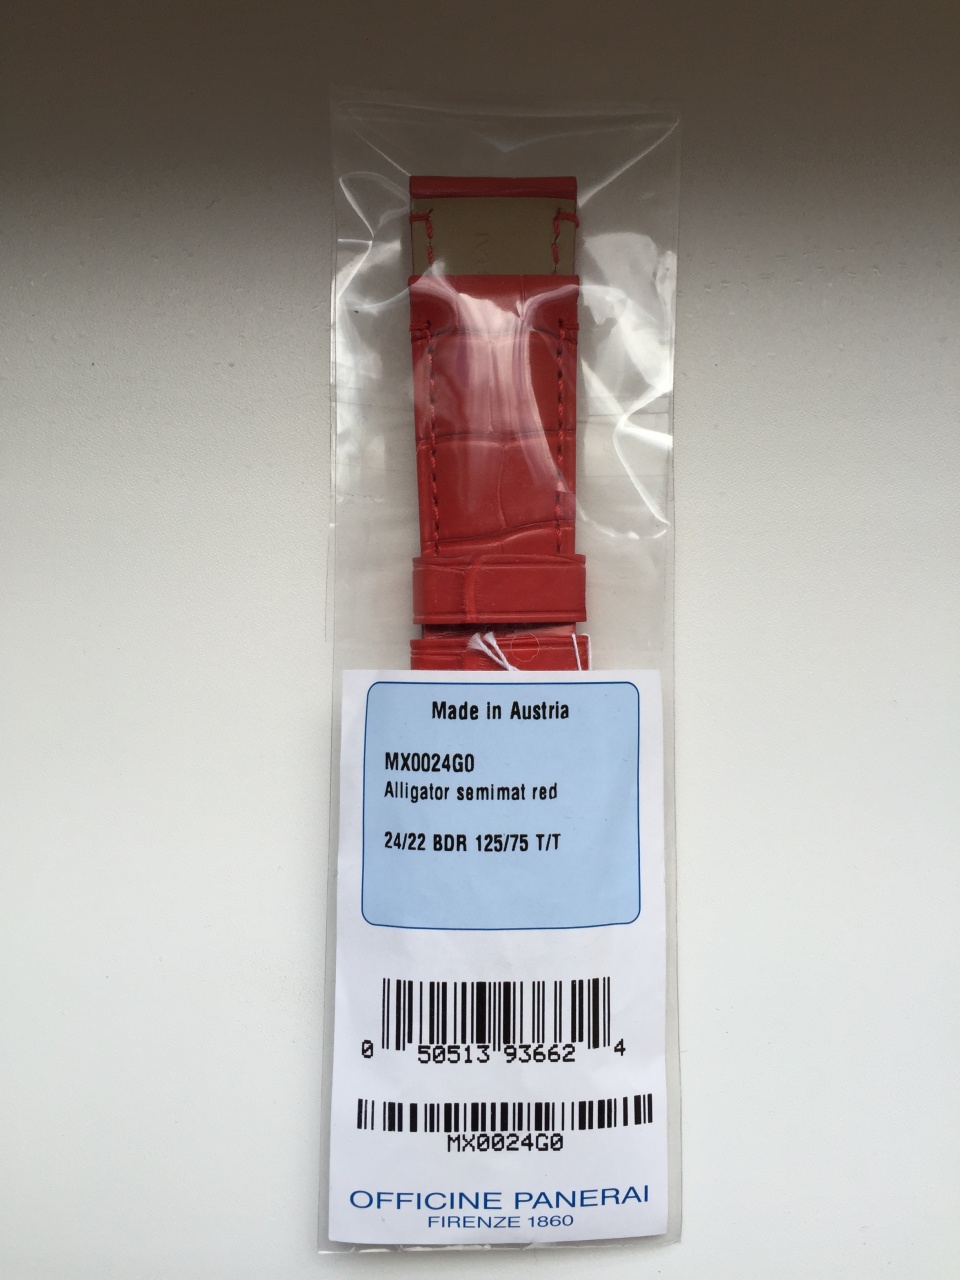 Made in Austria
MX0024G0
Alligator semimat red
24/22 BDR 125/75 T/T
0 50513 93662 4
MX0024G0
OFFICINE PANERAI
FIRENZE 1860